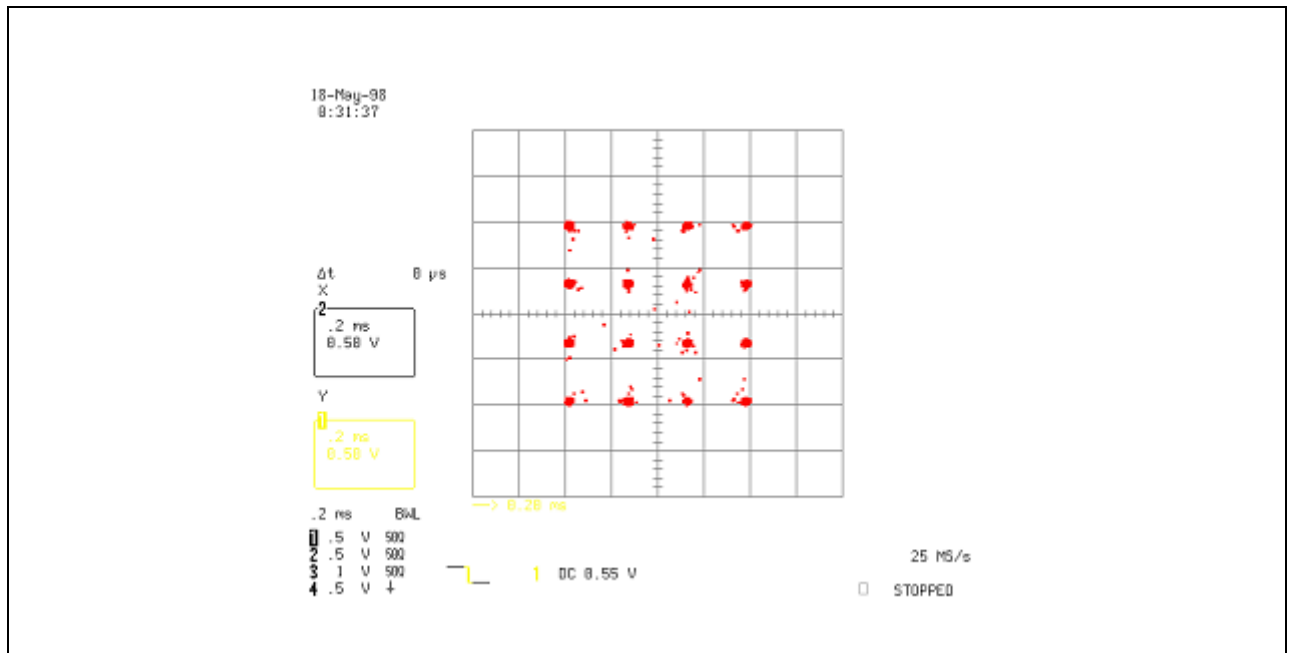 18-May-98
8:31:37
Δt 0 µs
X
2
.2 ms
0.50 V
Y
1
.2 ms
0.50 V
—> 0.20 ms
.2 ms BWL
1 .5 V 50Ω
2 .5 V 50Ω
3 1 V 50Ω
4 .5 V
1 DC 0.55 V
25 MS/s
STOPPED